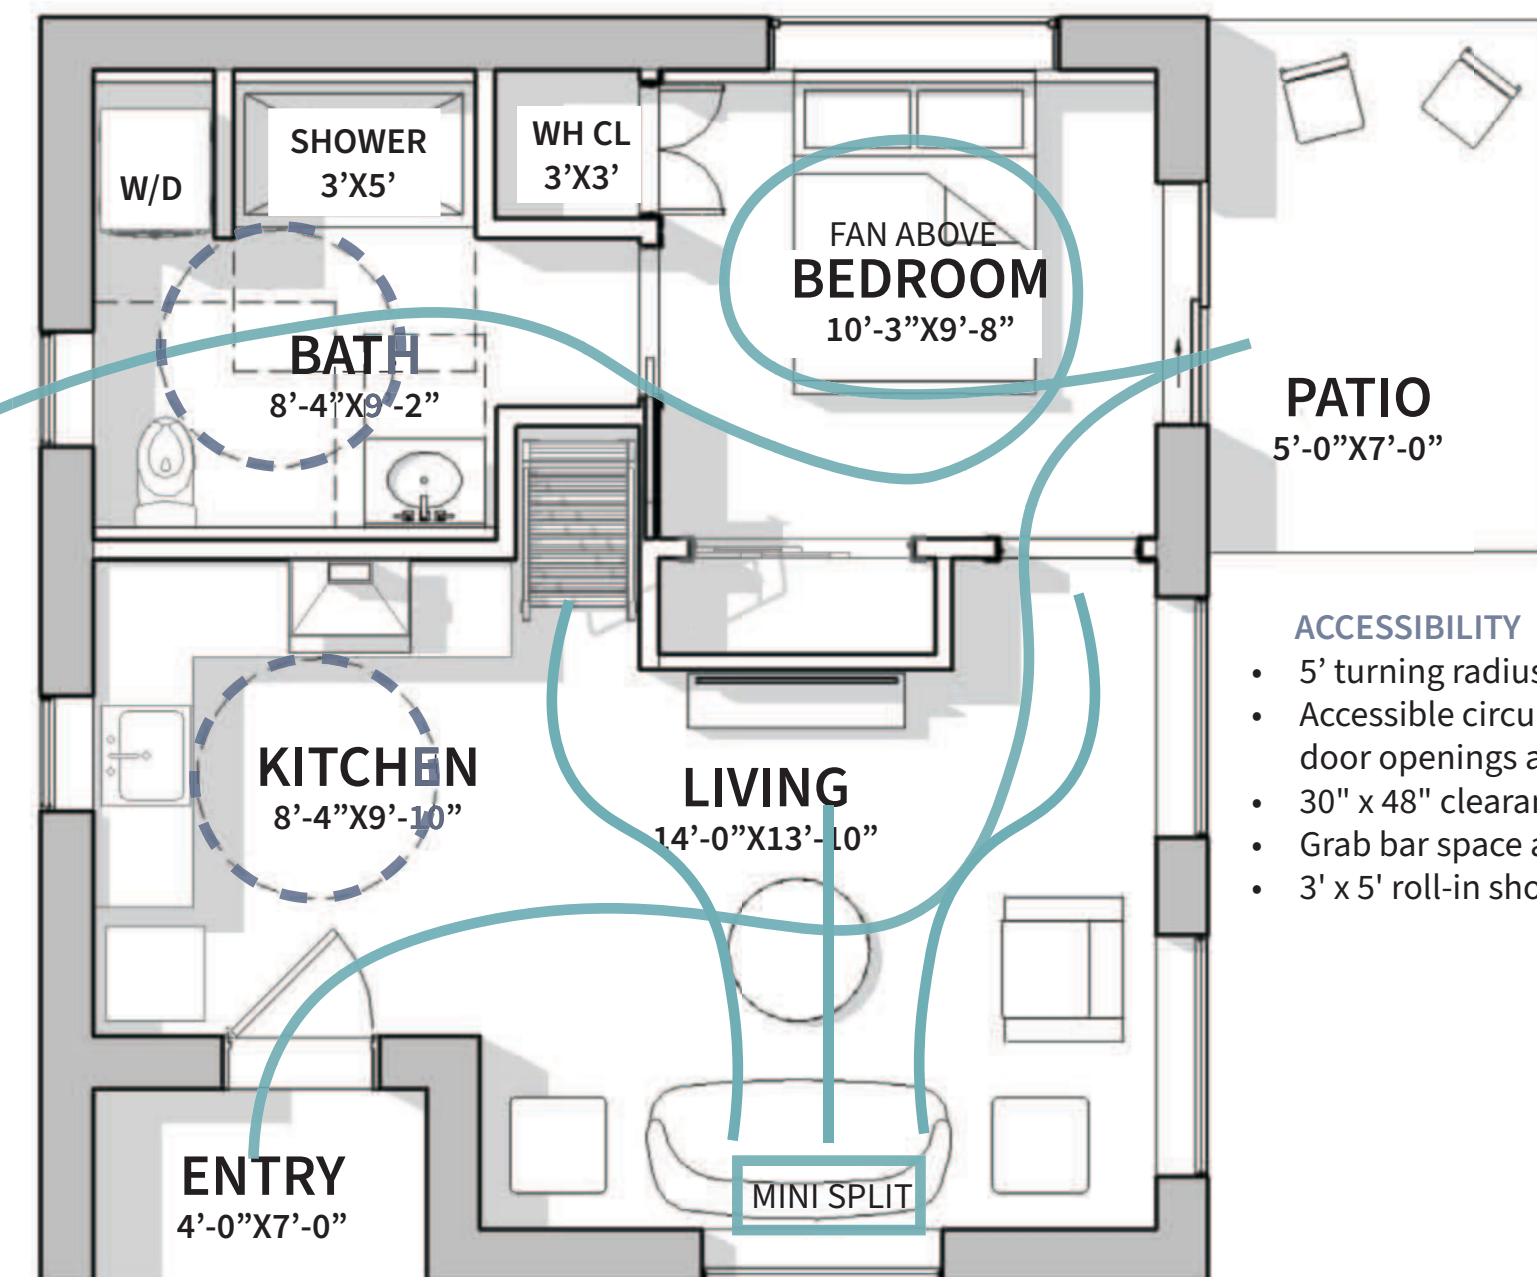 SHOWER
3’X5’
WH CL
3’X3’
W/D
FAN ABOVE
BEDROOM
10’-3”X9’-8”
BATH
8’-4”X9’-2”
PATIO
5’-0”X7’-0”
ACCESSIBILITY
• 5’ turning radius
• Accessible
door openings
• 30" x 48"
• Grab bar space
• 3' x 5' roll-in
KITCHEN
8’-4”X9’-10”
LIVING
14’-0”X13’-10”
ENTRY
4’-0”X7’-0”
MINI SPLIT